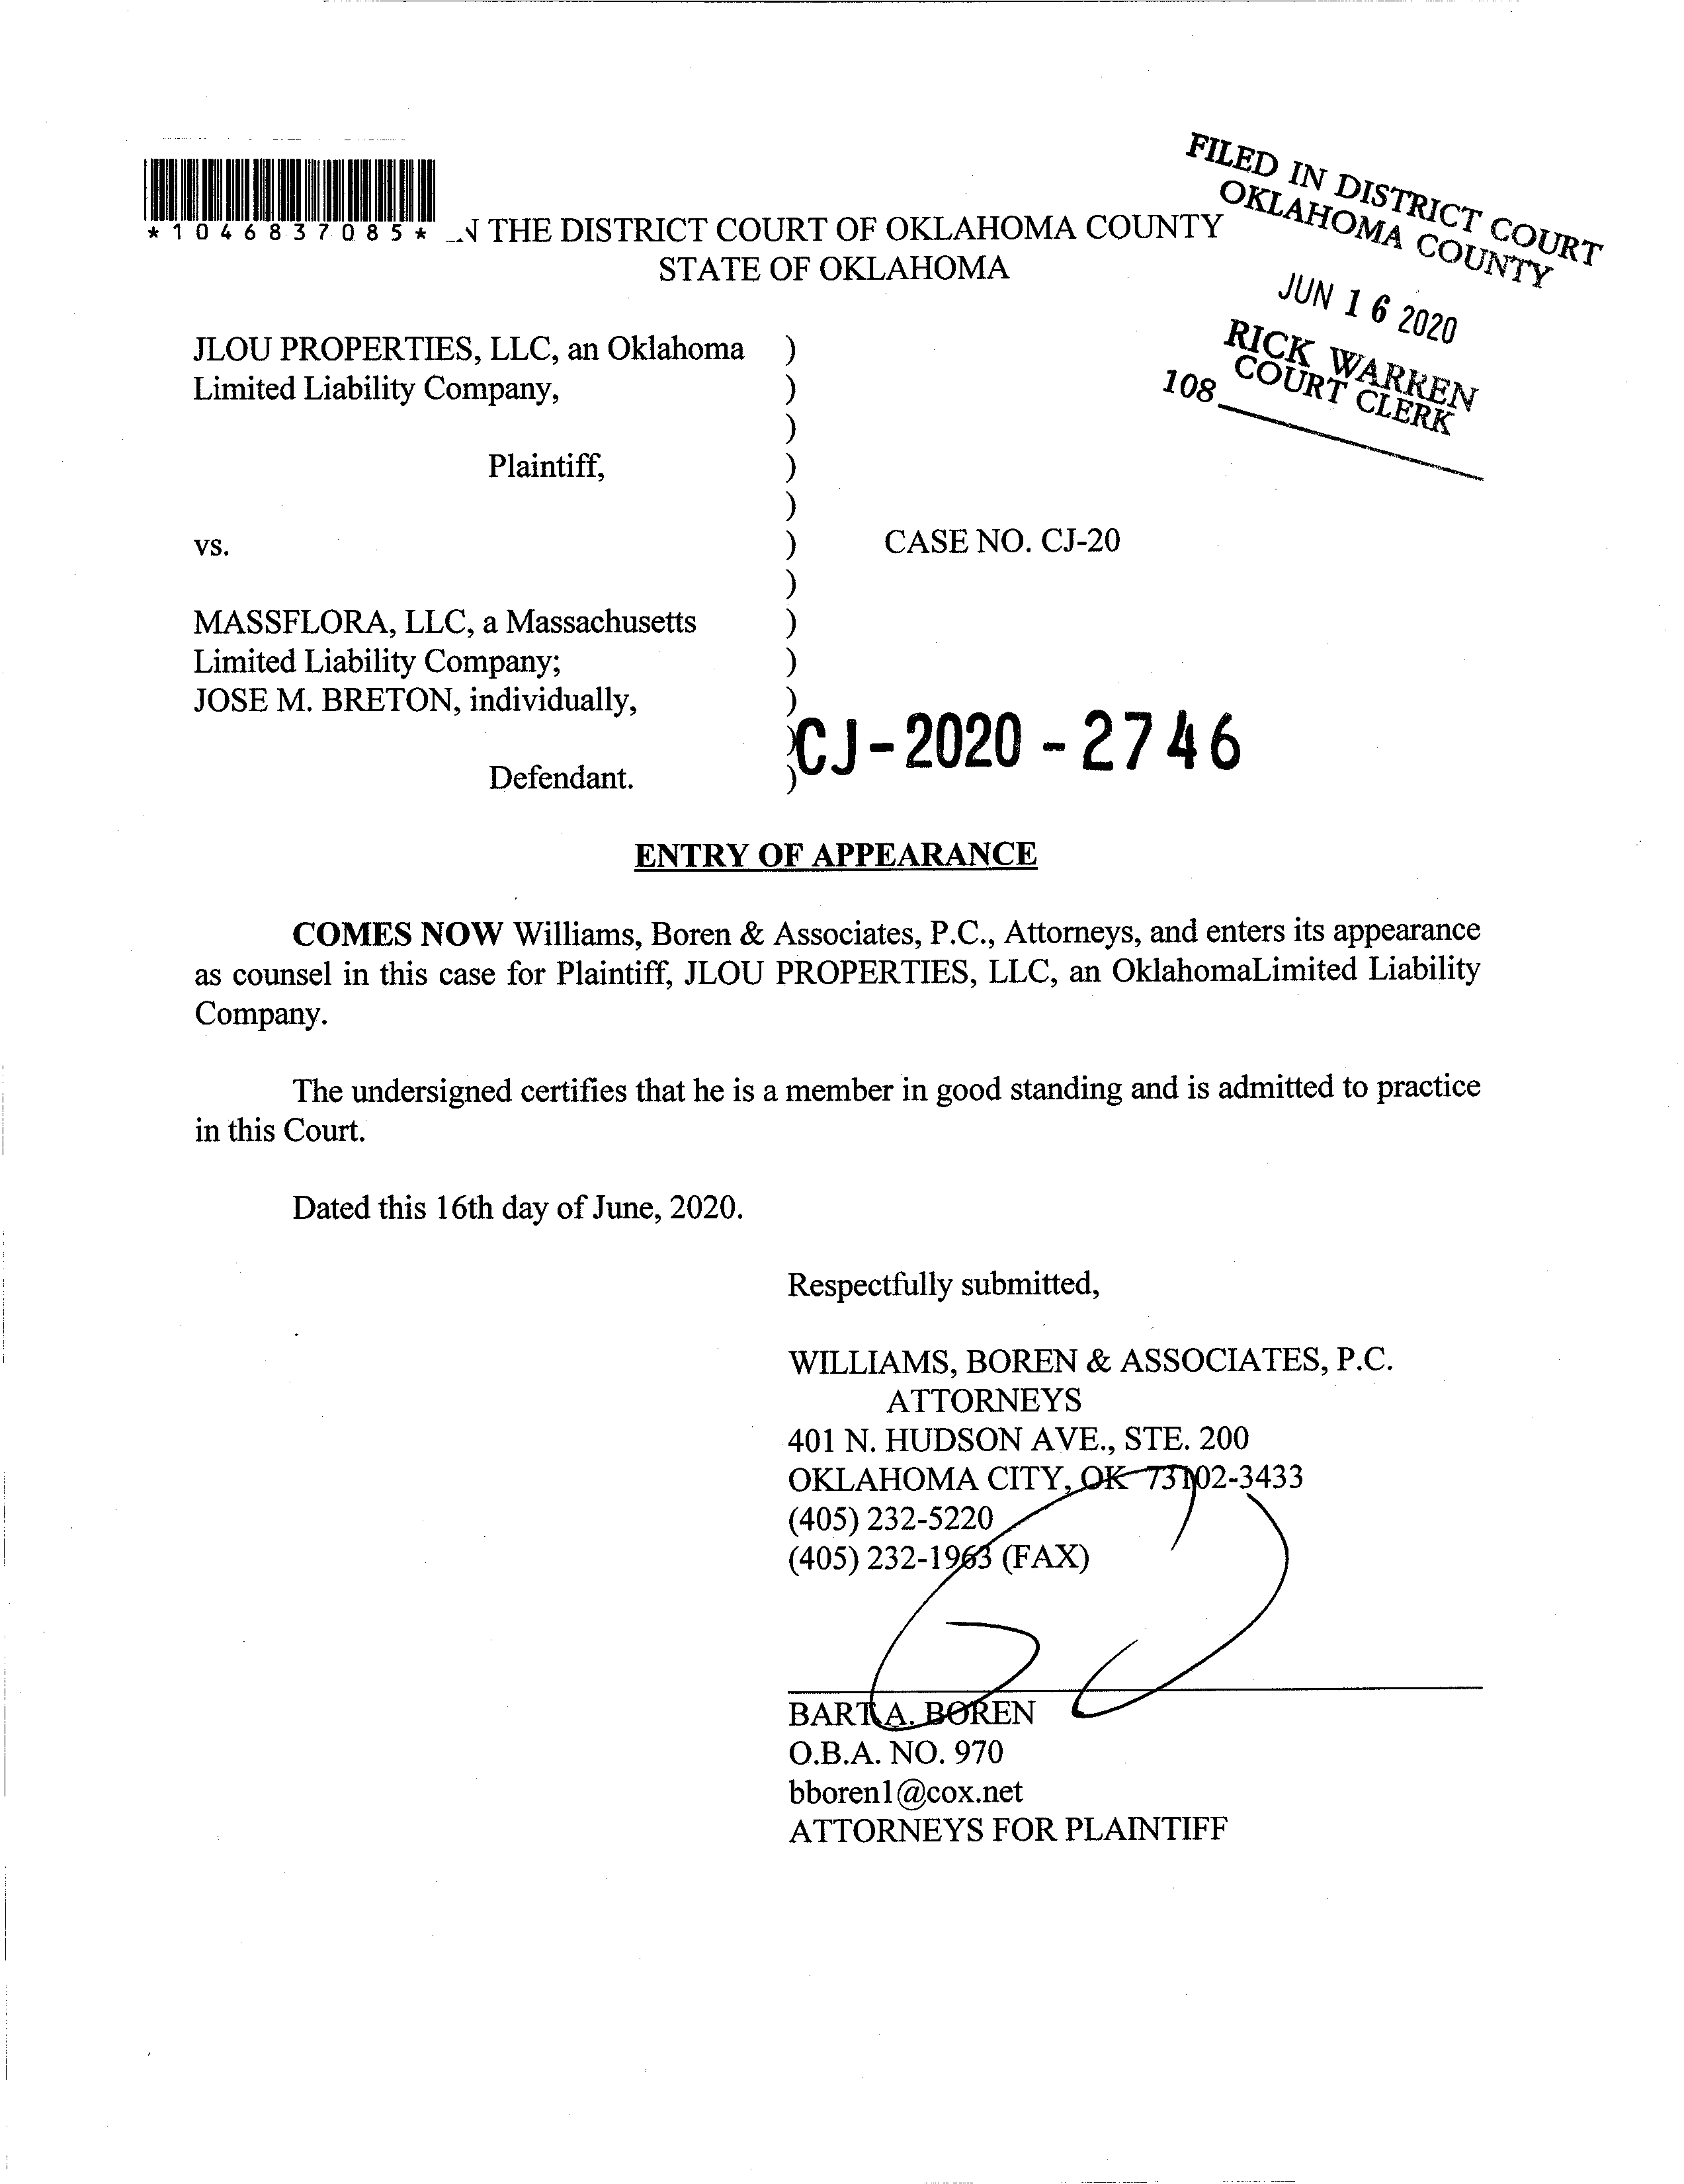 FILED IN DISTRICT COURT
OKLAHOMA COUNTY
JUN 16 2020
RICK WARREN
COURT CLERK
108
*1046837085*
N THE DISTRICT COURT OF OKLAHOMA COUNTY
STATE OF OKLAHOMA
JLOU PROPERTIES, LLC, an Oklahoma )
Limited Liability Company, )
)
Plaintiff, )
)
vs. ) CASE NO. CJ-20
)
MASSFLORA, LLC, a Massachusetts )
Limited Liability Company; )
JOSE M. BRETON, individually, )
) CJ-2020-2746
Defendant. )
ENTRY OF APPEARANCE
COMES NOW Williams, Boren & Associates, P.C., Attorneys, and enters its appearance
as counsel in this case for Plaintiff, JLOU PROPERTIES, LLC, an OklahomaLimited Liability
Company.
The undersigned certifies that he is a member in good standing and is admitted to practice
in this Court.
Dated this 16th day of June, 2020.
Respectfully submitted,
WILLIAMS, BOREN & ASSOCIATES, P.C.
ATTORNEYS
401 N. HUDSON AVE., STE. 200
OKLAHOMA CITY, OK 73102-3433
(405) 232-5220
(405) 232-1963 (FAX)
BART A. BOREN
O.B.A. NO. 970
bboren1@cox.net
ATTORNEYS FOR PLAINTIFF